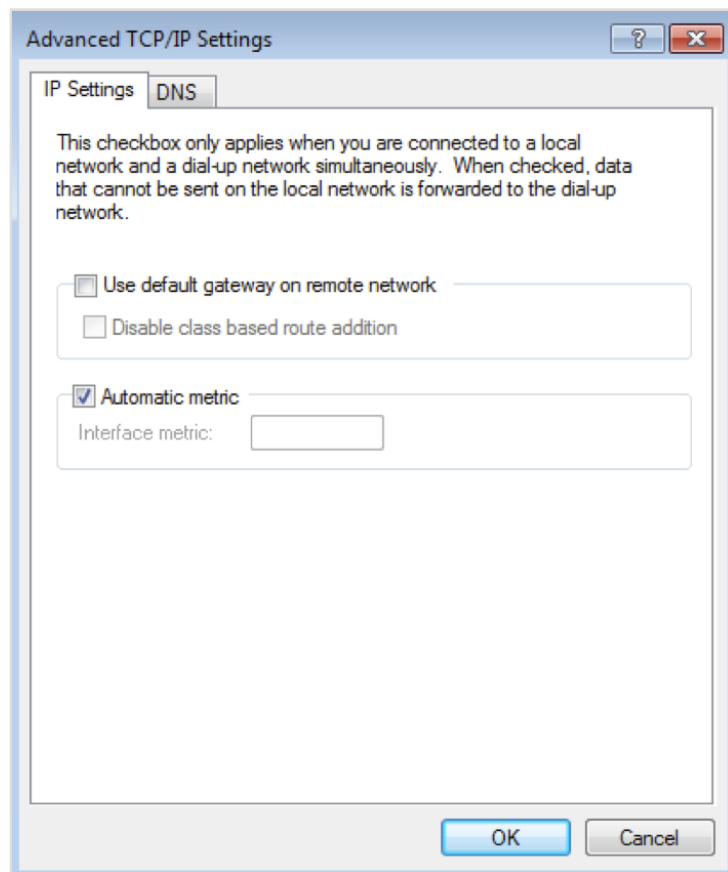 Advanced TCP/IP Settings
?
IP Settings
DNS
This checkbox only applies when you are connected to a local
network and a dial-up network simultaneously. When checked, data
that cannot be sent on the local network is forwarded to the dial-up
network.
Use default gateway on remote network
Disable class based route addition
Automatic metric
Interface metric:
OK
Cancel